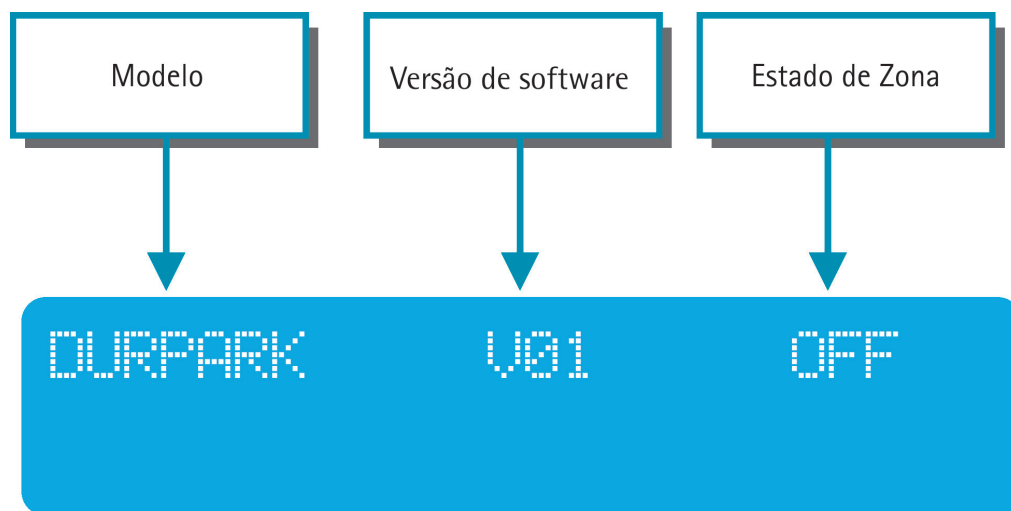 Modelo
Versão de software
Estado de Zona
DURPARK V01 OFF